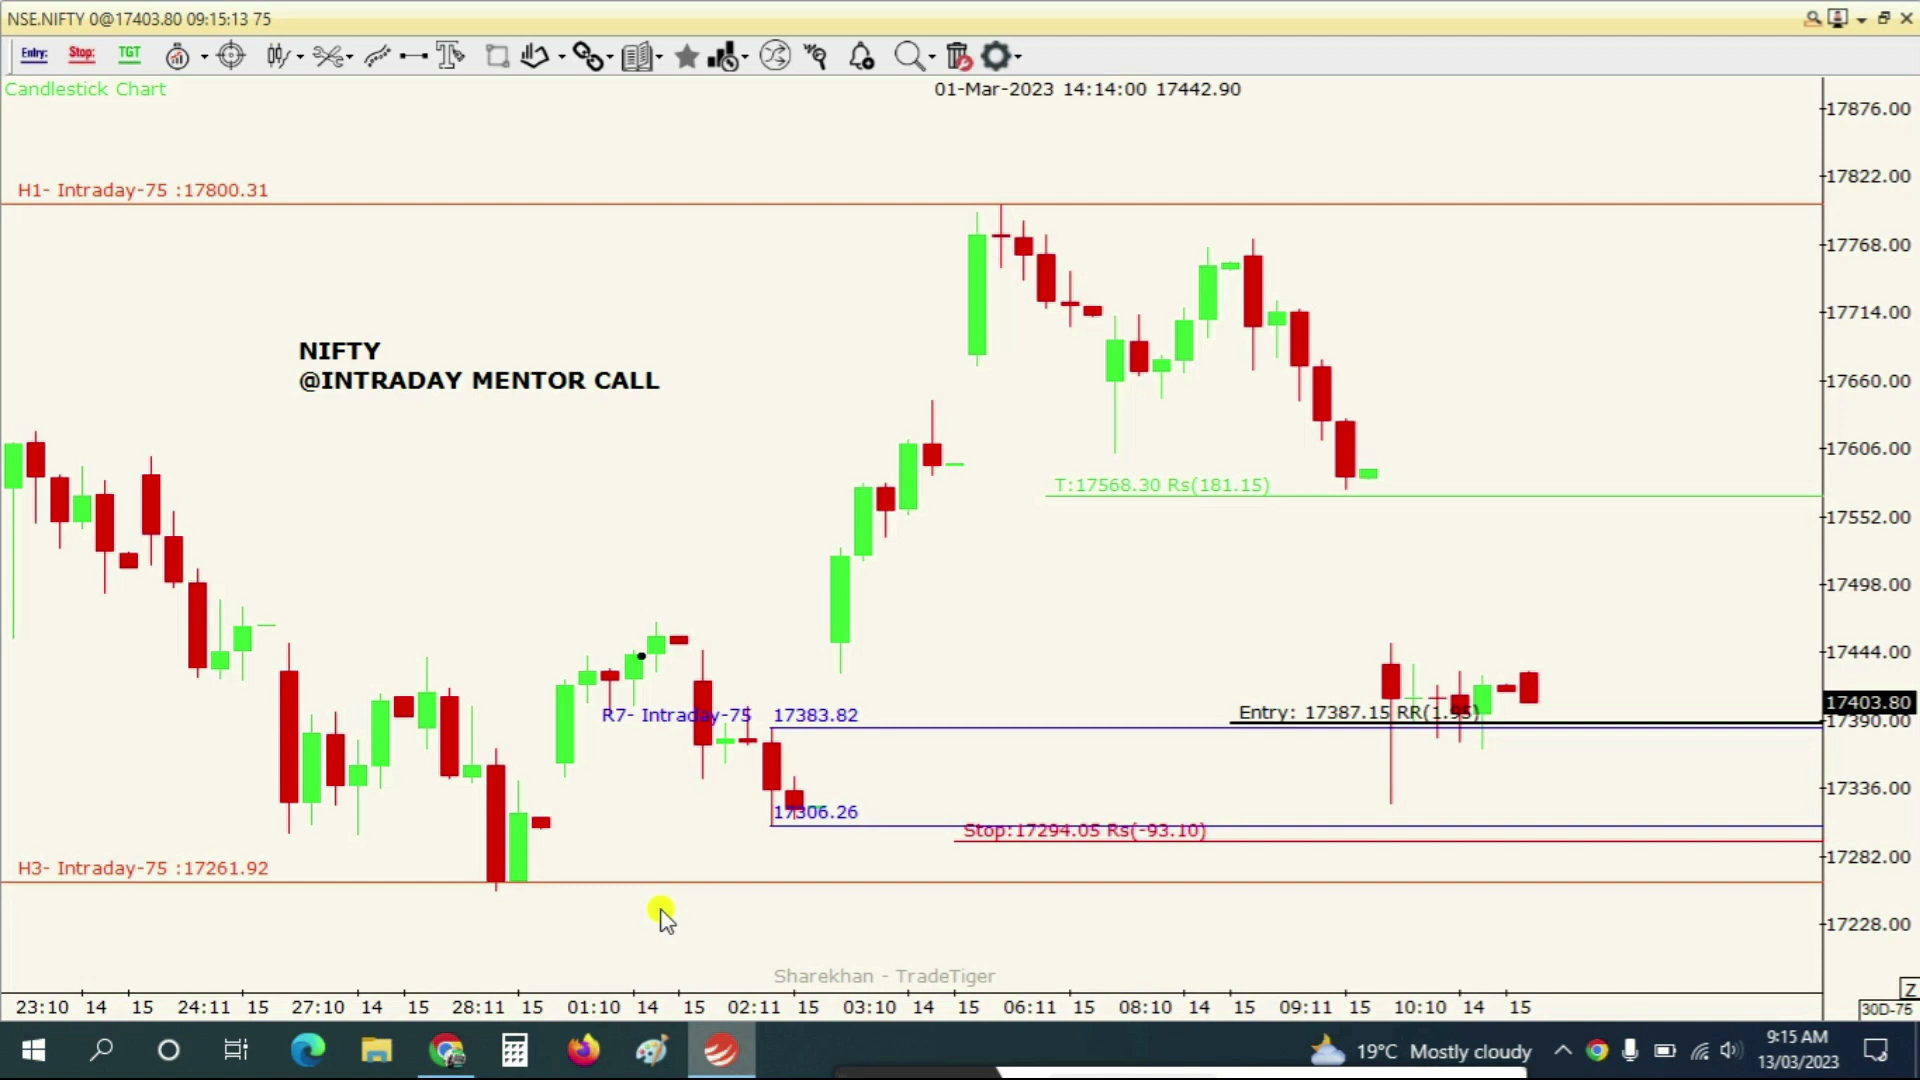 NSE.NIFTY 0@17403.80 09:15:13 75
Entry: Stop: TGT
Candlestick Chart
01-Mar-2023 14:14:00 17442.90
17876.00
17822.00
H1- Intraday-75 :17800.31
17768.00
17714.00
NIFTY
@INTRADAY MENTOR CALL
17660.00
17606.00
T:17568.30 Rs(181.15)
17552.00
17498.00
17444.00
17403.80
R7- Intraday-75 17383.82
Entry: 17387.15 RR(1.95)
17390.00
17336.00
17306.26
Stop:17294.05 Rs(-93.10)
17282.00
H3- Intraday-75 :17261.92
17228.00
Sharekhan - TradeTiger
Z
23:10 14 15 24:11 15 27:10 14 15 28:11 15 01:10 14 15 02:11 15 03:10 14 15 06:11 15 08:10 14 15 09:11 15 10:10 14 15
30D-75
19°C Mostly cloudy
9:15 AM
13/03/2023